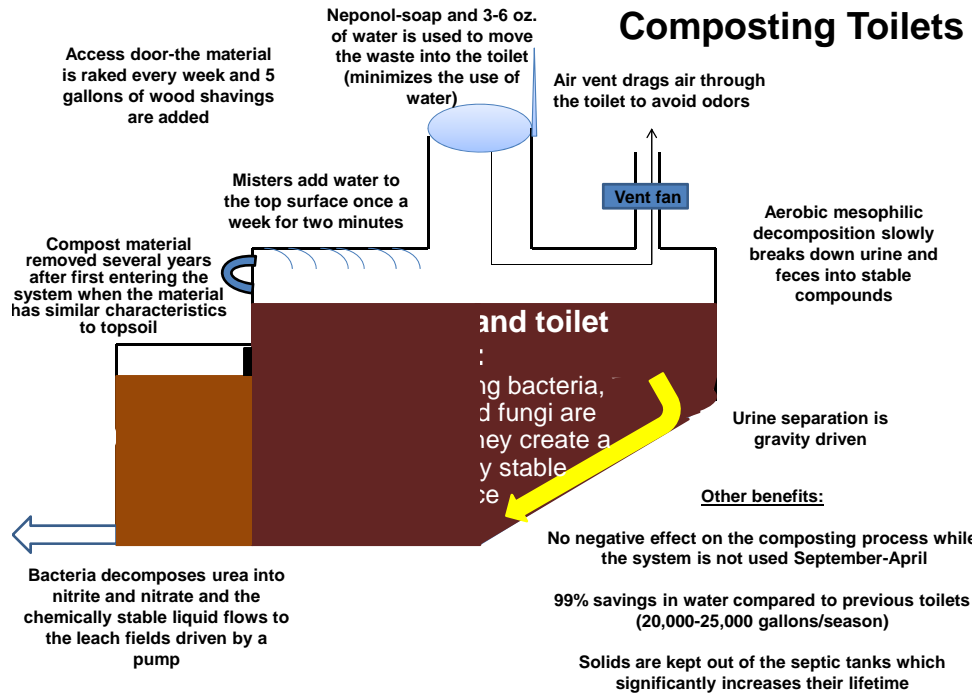 Composting Toilets
Neponol-soap and 3-6 oz.
of water is used to move
the waste into the toilet
(minimizes the use of
water)
Access door-the material
is raked every week and 5
gallons of wood shavings
are added
Air vent drags air through
the toilet to avoid odors
Misters add water to
the top surface once a
week for two minutes
Vent fan
Aerobic mesophilic
decomposition slowly
breaks down urine and
feces into stable
compounds
Compost material
removed several years
after first entering the
system when the material
has similar characteristics
to topsoil
and toilet
:
ng bacteria,
d fungi are
hey create a
y stable
ce
Urine separation is
gravity driven
Other benefits:
No negative effect on the composting process while
the system is not used September-April
99% savings in water compared to previous toilets
(20,000-25,000 gallons/season)
Solids are kept out of the septic tanks which
significantly increases their lifetime
Bacteria decomposes urea into
nitrite and nitrate and the
chemically stable liquid flows to
the leach fields driven by a
pump